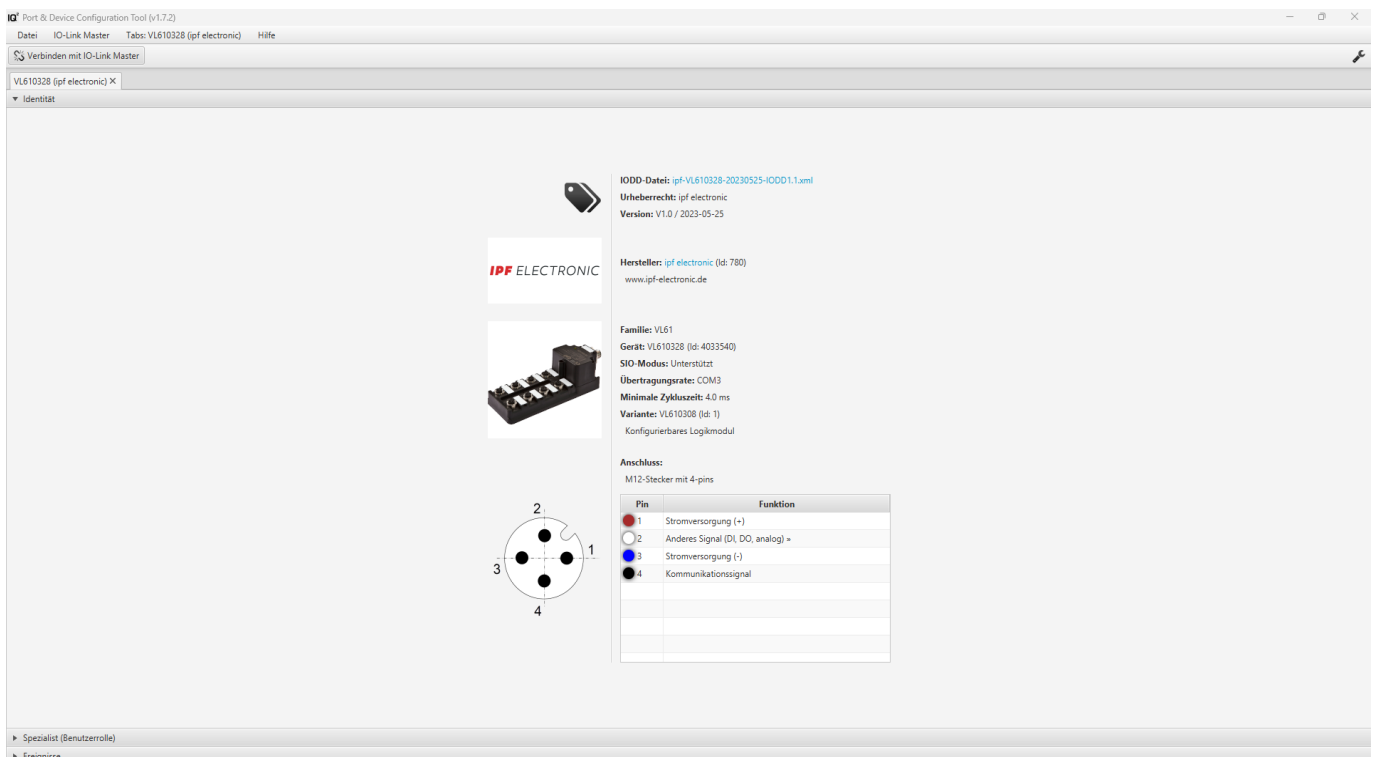 IQ² Port & Device Configuration Tool (v1.7.2)
Datei IO-Link Master Tabs: VL610328 (ipf electronic) Hilfe
Verbinden mit IO-Link Master
VL610328 (ipf electronic) X
Identität
IODD-Datei: ipf-VL610328-20230525-IODD1.1.xml
Urheberrecht: ipf electronic
Version: V1.0 / 2023-05-25
IPF ELECTRONIC
Hersteller: ipf electronic (Id: 780)
www.ipf-electronic.de
Familie: VL61
Gerät: VL610328 (Id: 4033540)
SIO-Modus: Unterstützt
Übertragungsrate: COM3
Minimale Zykluszeit: 4.0 ms
Variante: VL610308 (Id: 1)
Konfigurierbares Logikmodul
Anschluss:
M12-Stecker mit 4-pins
2
1
3
4
Pin Funktion
1 Stromversorgung (+)
2 Anderes Signal (DI, DO, analog) »
3 Stromversorgung (-)
4 Kommunikationssignal
Spezialist (Benutzerrolle)
Ereignisse